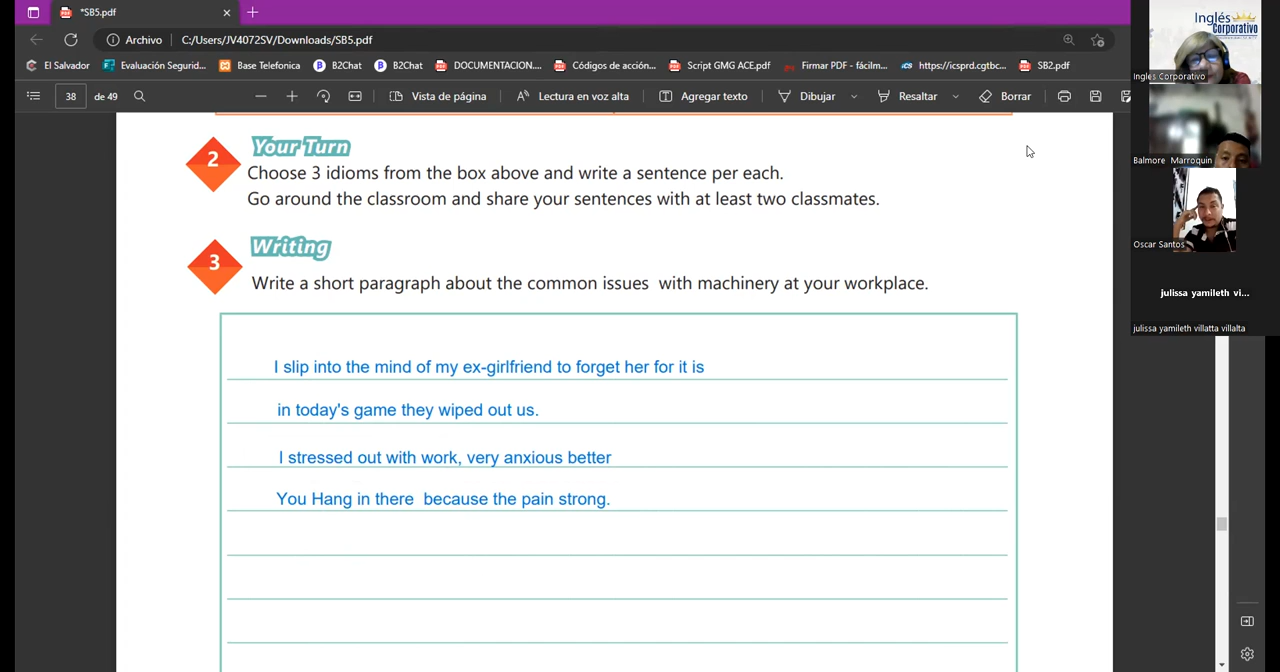 *SB5.pdf
Archivo C:/Users/JV4072SV/Downloads/SB5.pdf
El Salvador Evaluación Segurid... Base Telefonica B2Chat B2Chat DOCUMENTACION.... Códigos de acción,... Script GMG ACE.pdf Firmar PDF - fácilm... https://icsprd.cgtbc... SB2.pdf
38 de 49 Vista de página Lectura en voz alta Agregar texto Dibujar Resaltar Borrar
2 Your Turn
Choose 3 idioms from the box above and write a sentence per each.
Go around the classroom and share your sentences with at least two classmates.
3 Writing
Write a short paragraph about the common issues with machinery at your workplace.
I slip into the mind of my ex-girlfriend to forget her for it is
in today's game they wiped out us.
I stressed out with work, very anxious better
You Hang in there because the pain strong.
Inglés
Corporativo
Ingles Corporativo
Balmore Marroquin
Oscar Santos
julissa yamileth vi...
julissa yamileth villatta villalta